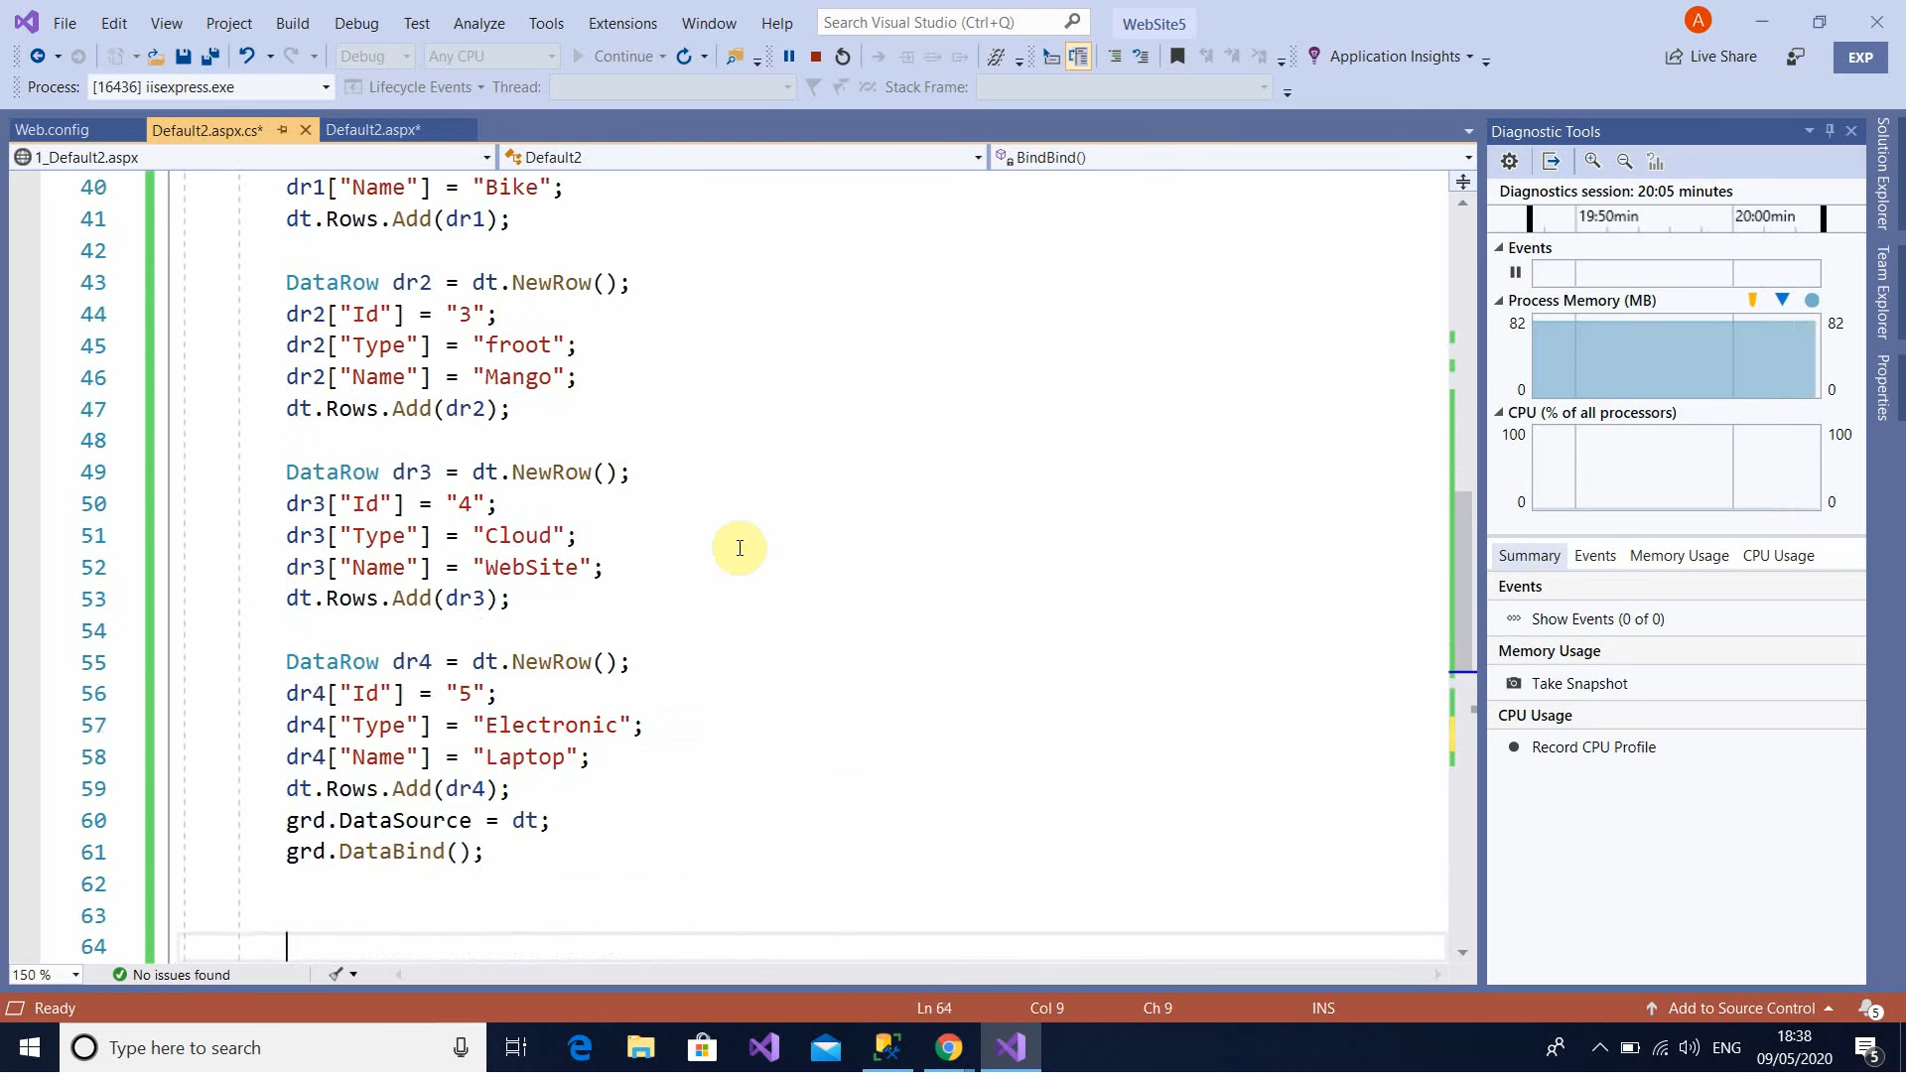 File Edit View Project Build Debug Test Analyze Tools Extensions Window Help Search Visual Studio (Ctrl+Q) WebSite5 A
Debug Any CPU Continue Application Insights Live Share EXP
Process: [16436] iisexpress.exe Lifecycle Events Thread: Stack Frame:
Web.config Default2.aspx.cs* Default2.aspx*
1_Default2.aspx Default2 BindBind()
40 dr1["Name"] = "Bike";
41 dt.Rows.Add(dr1);
42
43 DataRow dr2 = dt.NewRow();
44 dr2["Id"] = "3";
45 dr2["Type"] = "froot";
46 dr2["Name"] = "Mango";
47 dt.Rows.Add(dr2);
48
49 DataRow dr3 = dt.NewRow();
50 dr3["Id"] = "4";
51 dr3["Type"] = "Cloud";
52 dr3["Name"] = "WebSite";
53 dt.Rows.Add(dr3);
54
55 DataRow dr4 = dt.NewRow();
56 dr4["Id"] = "5";
57 dr4["Type"] = "Electronic";
58 dr4["Name"] = "Laptop";
59 dt.Rows.Add(dr4);
60 grd.DataSource = dt;
61 grd.DataBind();
62
63
64
150 % No issues found
Diagnostic Tools
Diagnostics session: 20:05 minutes
19:50min 20:00min
Events
Process Memory (MB)
82 82
0 0
CPU (% of all processors)
100 100
0 0
Summary Events Memory Usage CPU Usage
Events
Show Events (0 of 0)
Memory Usage
Take Snapshot
CPU Usage
Record CPU Profile
Solution Explorer
Team Explorer
Properties
Ready Ln 64 Col 9 Ch 9 INS Add to Source Control 5
Type here to search ENG 18:38
09/05/2020 5